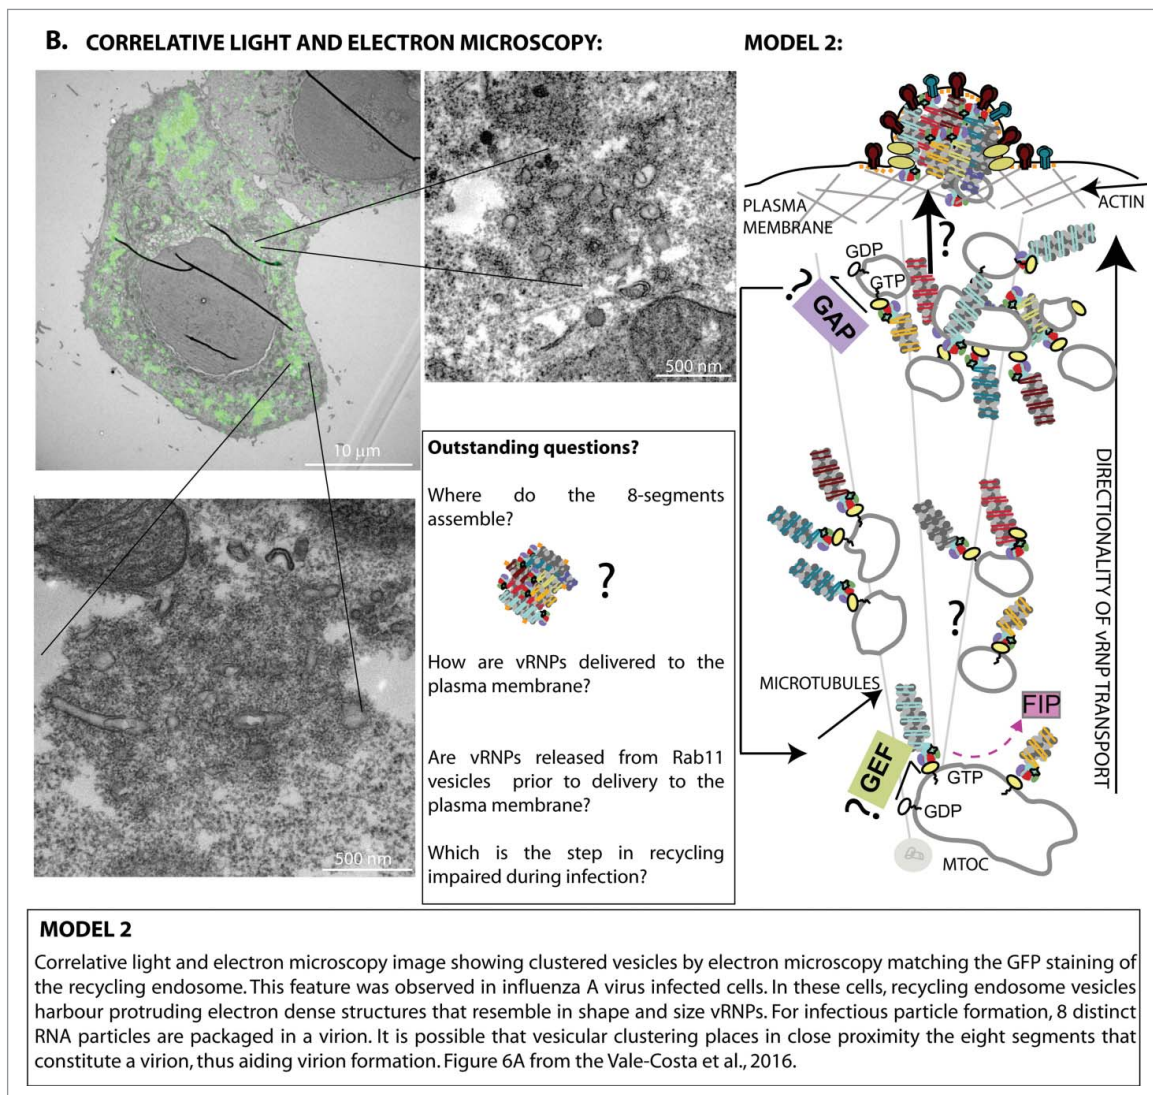 B. CORRELATIVE LIGHT AND ELECTRON MICROSCOPY:
10 μm
500 nm
500 nm
Outstanding questions?
Where do the 8-segments
assemble?
?
How are vRNPs delivered to the
plasma membrane?
Are vRNPs released from Rab11
vesicles prior to delivery to the
plasma membrane?
Which is the step in recycling
impaired during infection?
MODEL 2:
PLASMA
MEMBRANE
ACTIN
?
GDP
GTP
?
GAP
DIRECTIONALITY OF vRNP TRANSPORT
?
MICROTUBULES
FIP
GEF
?
GTP
GDP
MTOC
MODEL 2
Correlative light and electron microscopy image showing clustered vesicles by electron microscopy matching the GFP staining of
the recycling endosome. This feature was observed in influenza A virus infected cells. In these cells, recycling endosome vesicles
harbour protruding electron dense structures that resemble in shape and size vRNPs. For infectious particle formation, 8 distinct
RNA particles are packaged in a virion. It is possible that vesicular clustering places in close proximity the eight segments that
constitute a virion, thus aiding virion formation. Figure 6A from the Vale-Costa et al., 2016.